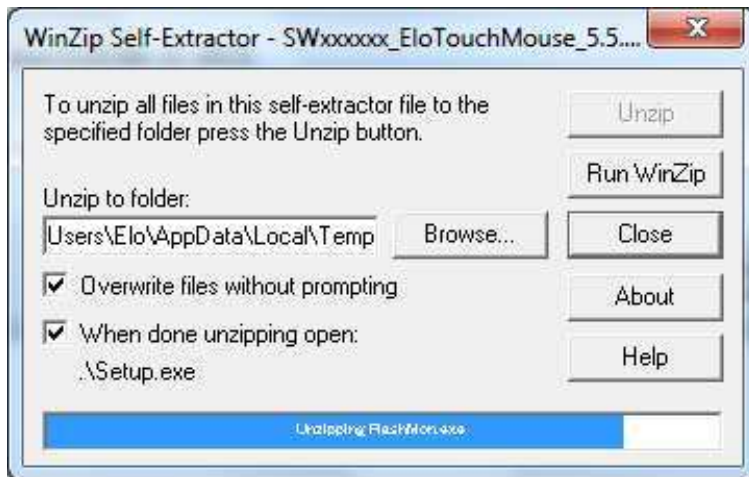 WinZip Self-Extractor - SWxxxxxx_EloTouchMouse_5.5....
To unzip all files in this self-extractor file to the
specified folder press the Unzip button.
Unzip to folder:
Users\Elo\AppData\Local\Temp
Browse...
Overwrite files without prompting
When done unzipping open:
.\Setup.exe
Unzip
Run WinZip
Close
About
Help
Unzipping FlashMon.exe